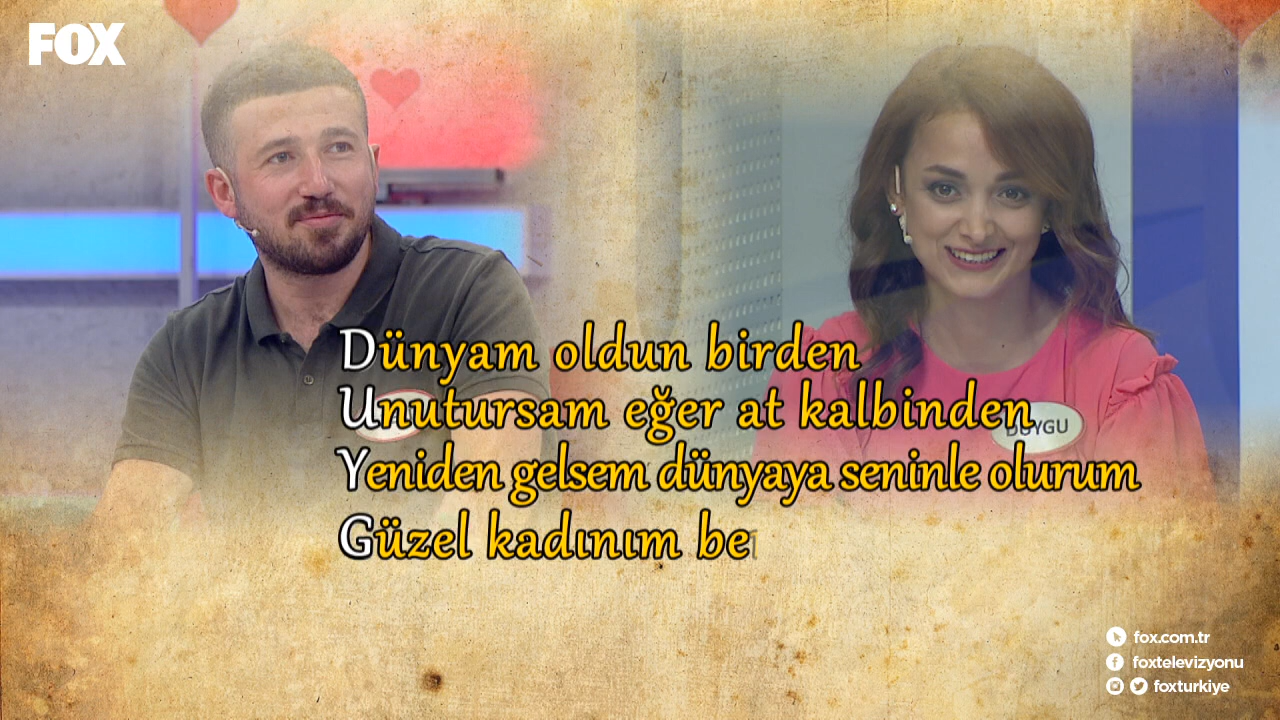 FOX
Dünyam oldun birden
Unutursam eğer at kalbinden
DUYGU
Yeniden gelsem dünyaya seninle olurum
Güzel kadınım be
fox.com.tr
foxtelevizyonu
foxturkiye